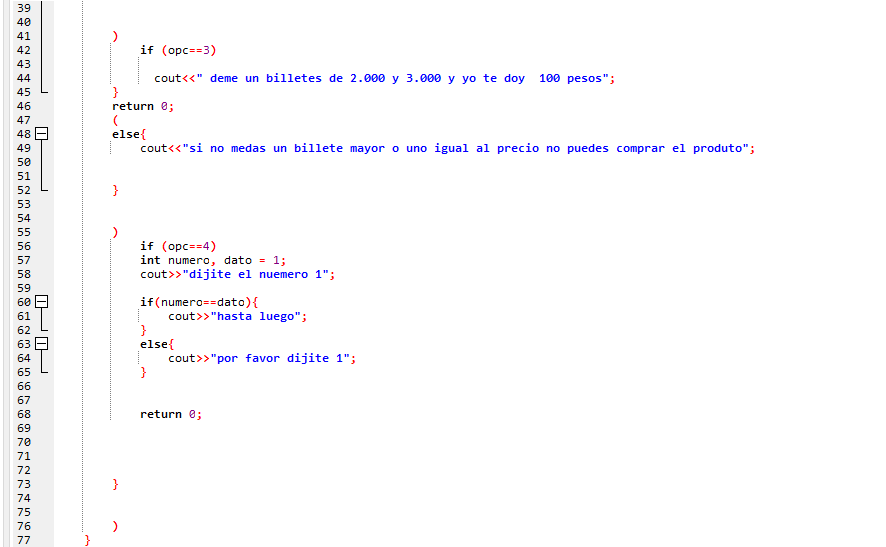 39
40
41 )
42 if (opc==3)
43
44 cout<<" deme un billetes de 2.000 y 3.000 y yo te doy  100 pesos";
45 }
46 return 0;
47 (
48 else{
49 cout<<"si no medas un billete mayor o uno igual al precio no puedes comprar el produto";
50
51
52 }
53
54
55 )
56 if (opc==4)
57 int numero, dato = 1;
58 cout>>"dijite el nuemero 1";
59
60 if(numero==dato){
61 cout>>"hasta luego";
62 }
63 else{
64 cout>>"por favor dijite 1";
65 }
66
67
68 return 0;
69
70
71
72
73 }
74
75
76 )
77 }